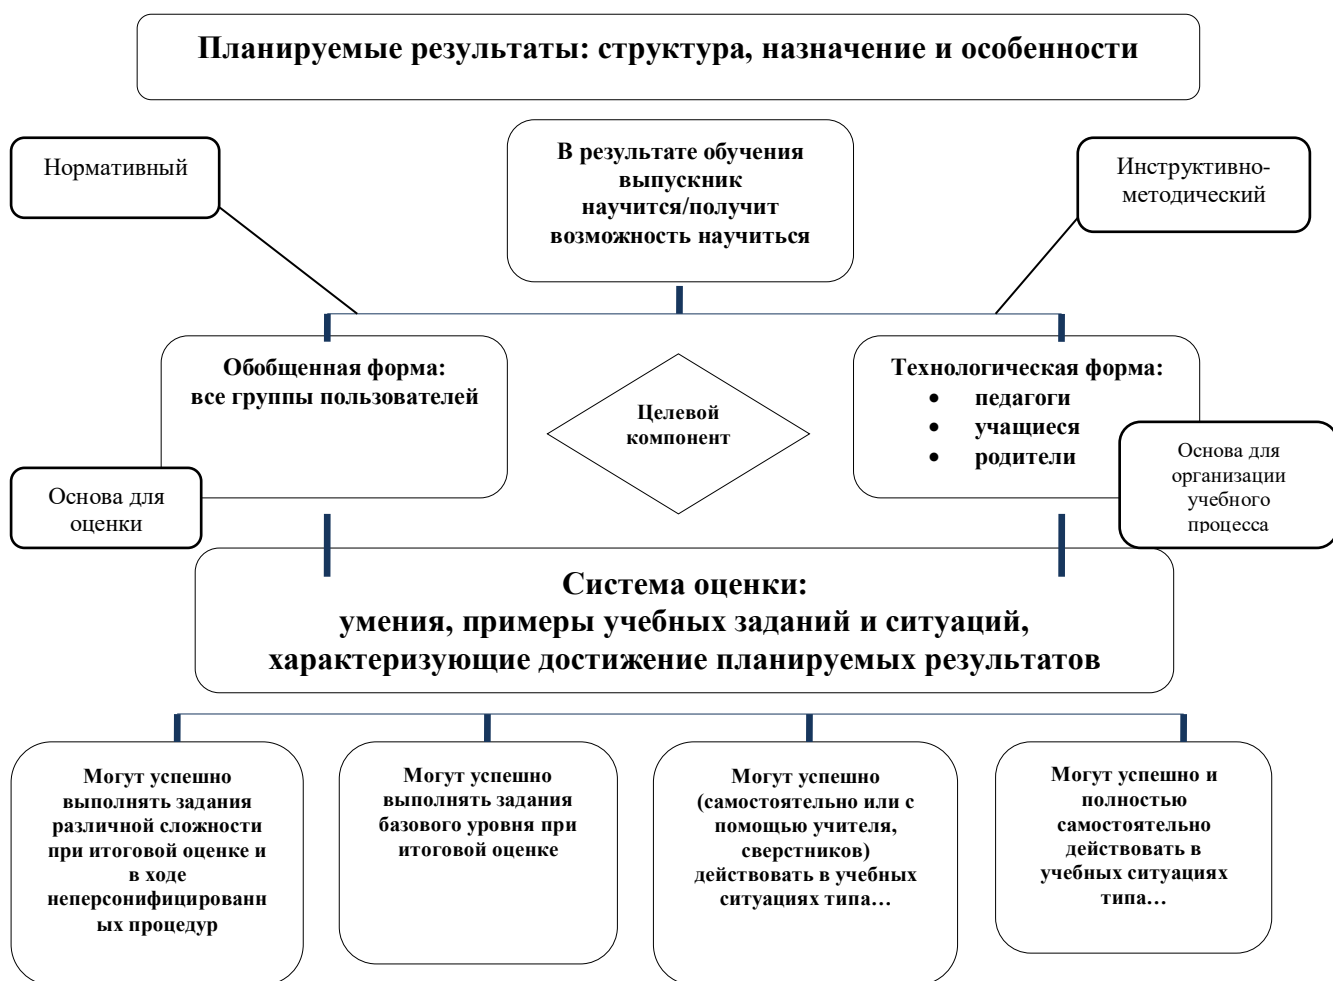 Планируемые результаты: структура, назначение и особенности
Нормативный
В результате обучения
выпускник
научится/получит
возможность научиться
Инструктивно-
методический
Обобщенная форма:
все группы пользователей
Целевой
компонент
Технологическая форма:
• педагоги
• учащиеся
• родители
Основа для
оценки
Основа для
организации
учебного
процесса
Система оценки:
умения, примеры учебных заданий и ситуаций,
характеризующие достижение планируемых результатов
Могут успешно
выполнять задания
различной сложности
при итоговой оценке и
в ходе
неперсонифицированн
ых процедур
Могут успешно
выполнять задания
базового уровня при
итоговой оценке
Могут успешно
(самостоятельно или с
помощью учителя,
сверстников)
действовать в учебных
ситуациях типа…
Могут успешно и
полностью
самостоятельно
действовать в
учебных ситуациях
типа…